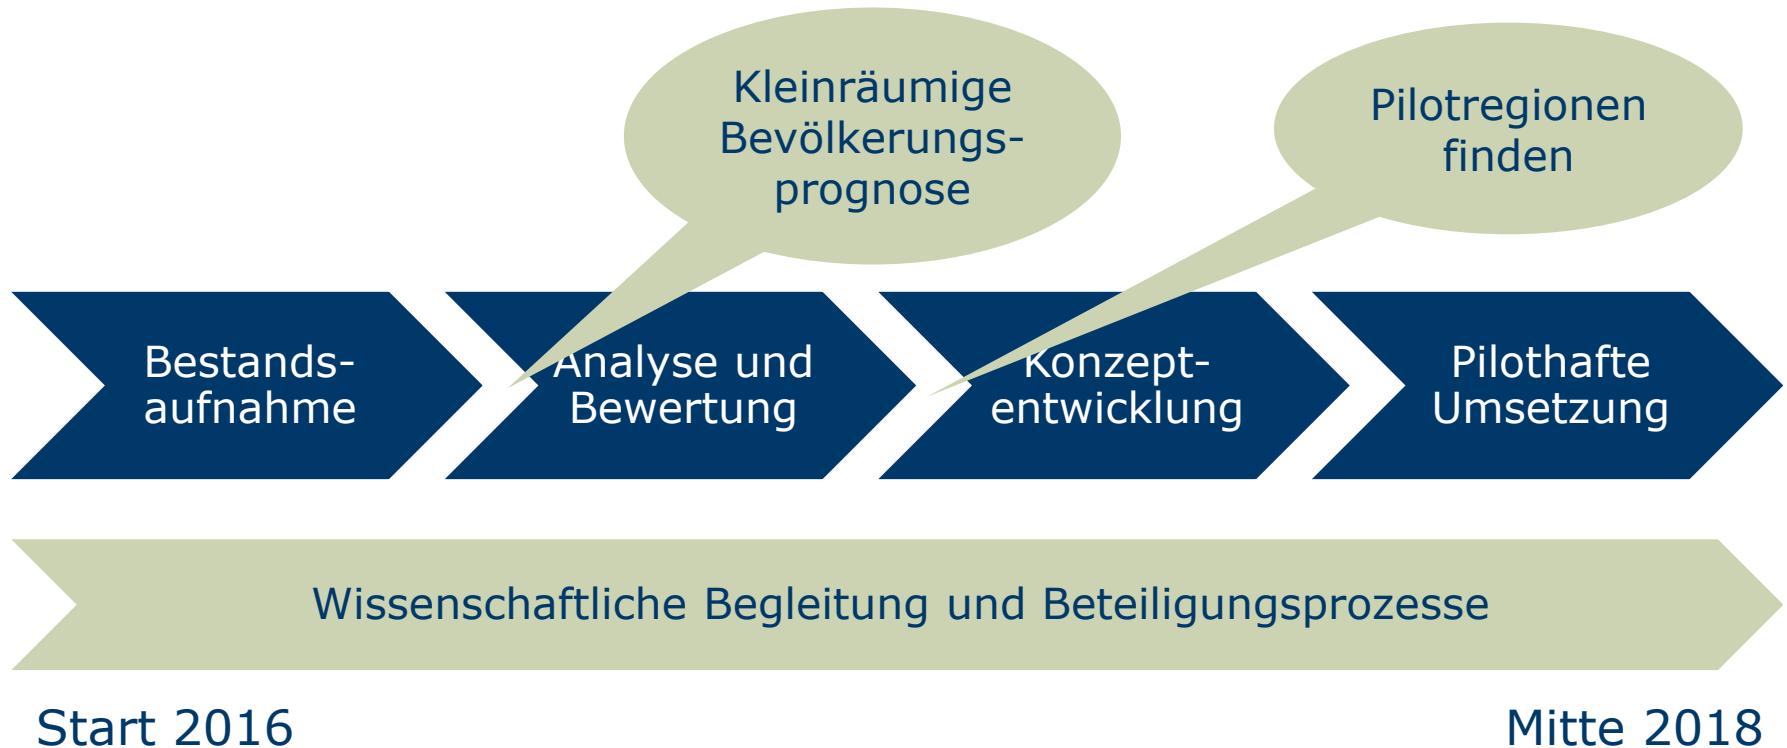 Kleinräumige
Bevölkerungs-
prognose
Pilotregionen
finden
Bestands-
aufnahme
Analyse und
Bewertung
Konzept-
entwicklung
Pilothafte
Umsetzung
Wissenschaftliche Begleitung und Beteiligungsprozesse
Start 2016
Mitte 2018